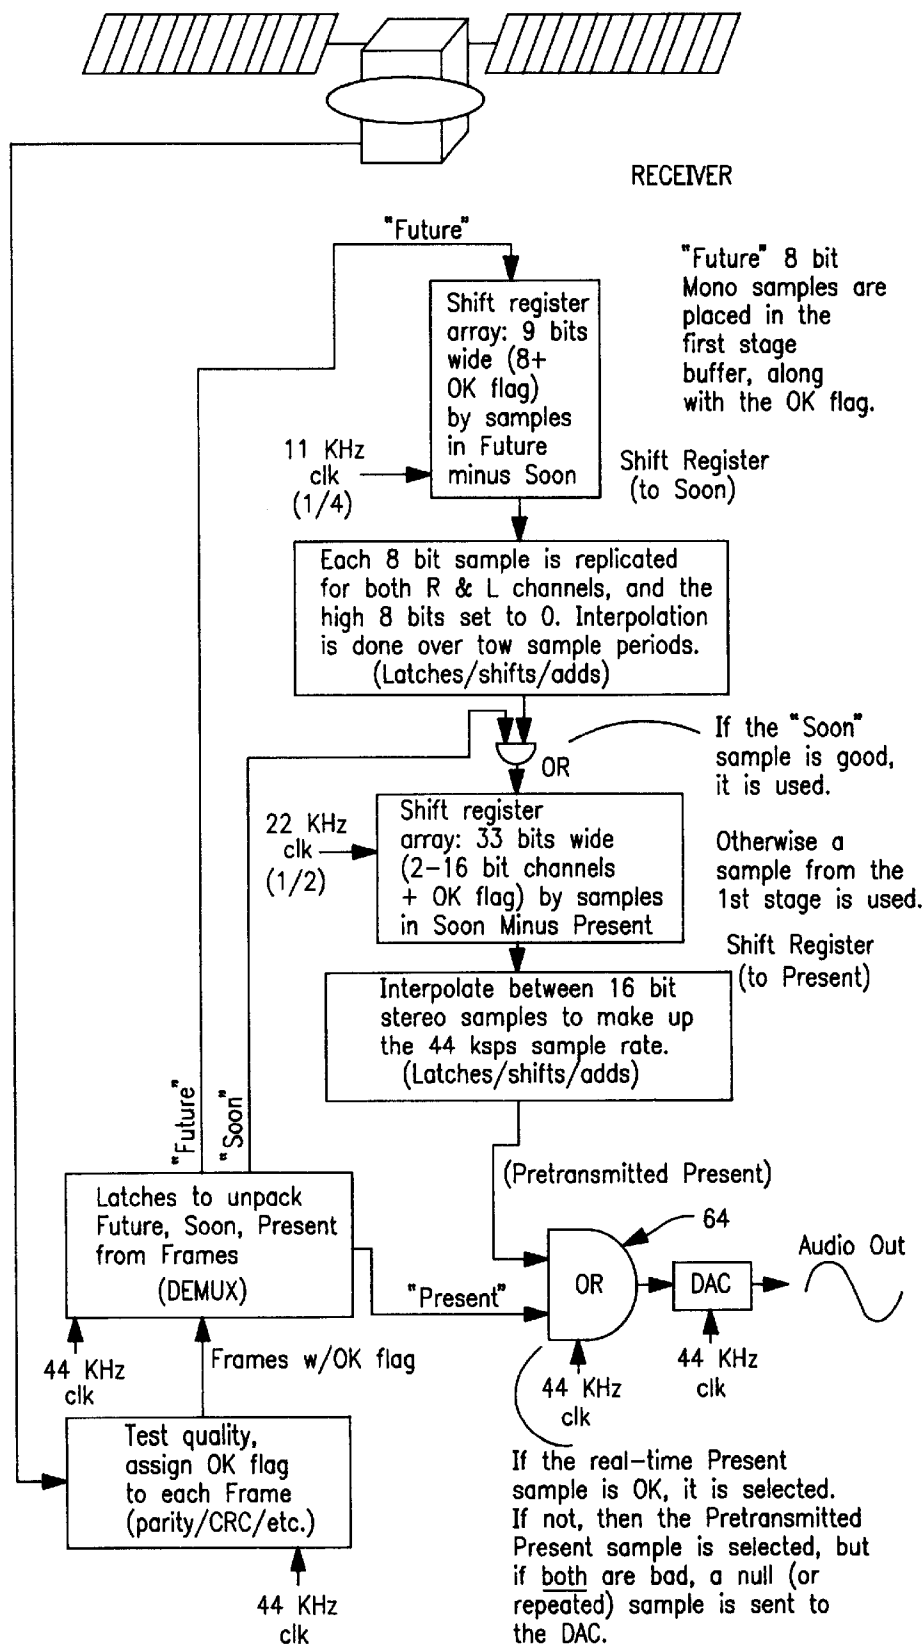 RECEIVER
"Future"
"Future" 8 bit
Mono samples are
placed in the
first stage
buffer, along
with the OK flag.
Shift register
array: 9 bits
wide (8+
OK flag)
by samples
in Future
minus Soon
11 KHz
clk
(1/4)
Shift Register
(to Soon)
Each 8 bit sample is replicated
for both R & L channels, and the
high 8 bits set to 0. Interpolation
is done over tow sample periods.
(Latches/shifts/adds)
OR
If the "Soon"
sample is good,
it is used.
Otherwise a
sample from the
1st stage is used.
22 KHz
clk
(1/2)
Shift register
array: 33 bits wide
(2-16 bit channels
+ OK flag) by samples
in Soon Minus Present
Shift Register
(to Present)
Interpolate between 16 bit
stereo samples to make up
the 44 ksps sample rate.
(Latches/shifts/adds)
"Future"
"Soon"
(Pretransmitted Present)
Latches to unpack
Future, Soon, Present
from Frames
(DEMUX)
"Present"
64
OR
DAC
Audio Out
44 KHz
clk
Frames w/OK flag
44 KHz
clk
44 KHz
clk
Test quality,
assign OK flag
to each Frame
(parity/CRC/etc.)
44 KHz
clk
If the real-time Present
sample is OK, it is selected.
If not, then the Pretransmitted
Present sample is selected, but
if both are bad, a null (or
repeated) sample is sent to
the DAC.